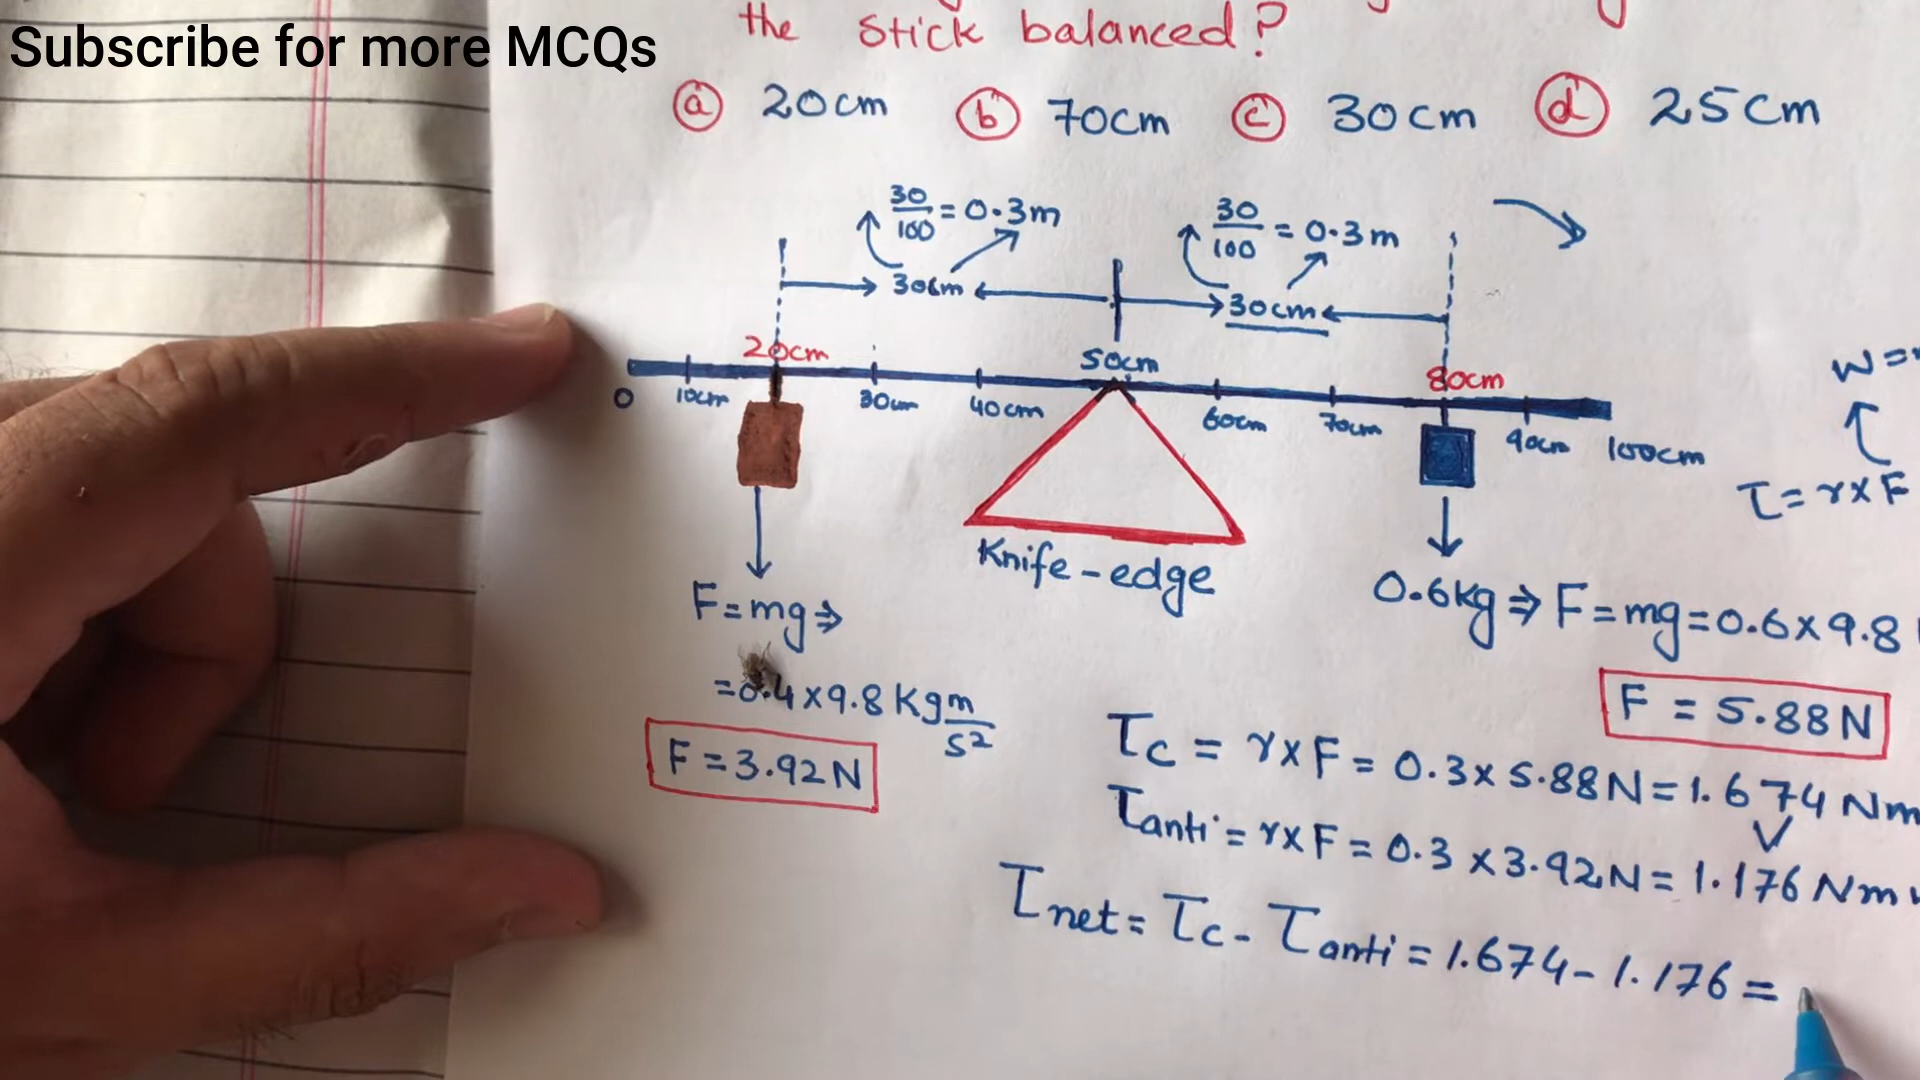 Subscribe for more MCQs
the stick balanced?
a 20cm b 70cm c 30cm d 25cm
30/100 = 0.3m
30/100 = 0.3m
30cm
30cm
20cm
50cm
80cm
0 10cm 30cm 40cm 60cm 70cm 90cm 100cm
τ = r x F
Knife-edge
F = mg ⇒
0.6kg ⇒ F = mg = 0.6 x 9.8
= 0.4 x 9.8 Kg m/s²
F = 5.88N
F = 3.92N
τc = r x F = 0.3 x 5.88N = 1.674 Nm
τanti = r x F = 0.3 x 3.92N = 1.176 Nm
τnet = τc - τanti = 1.674 - 1.176 =